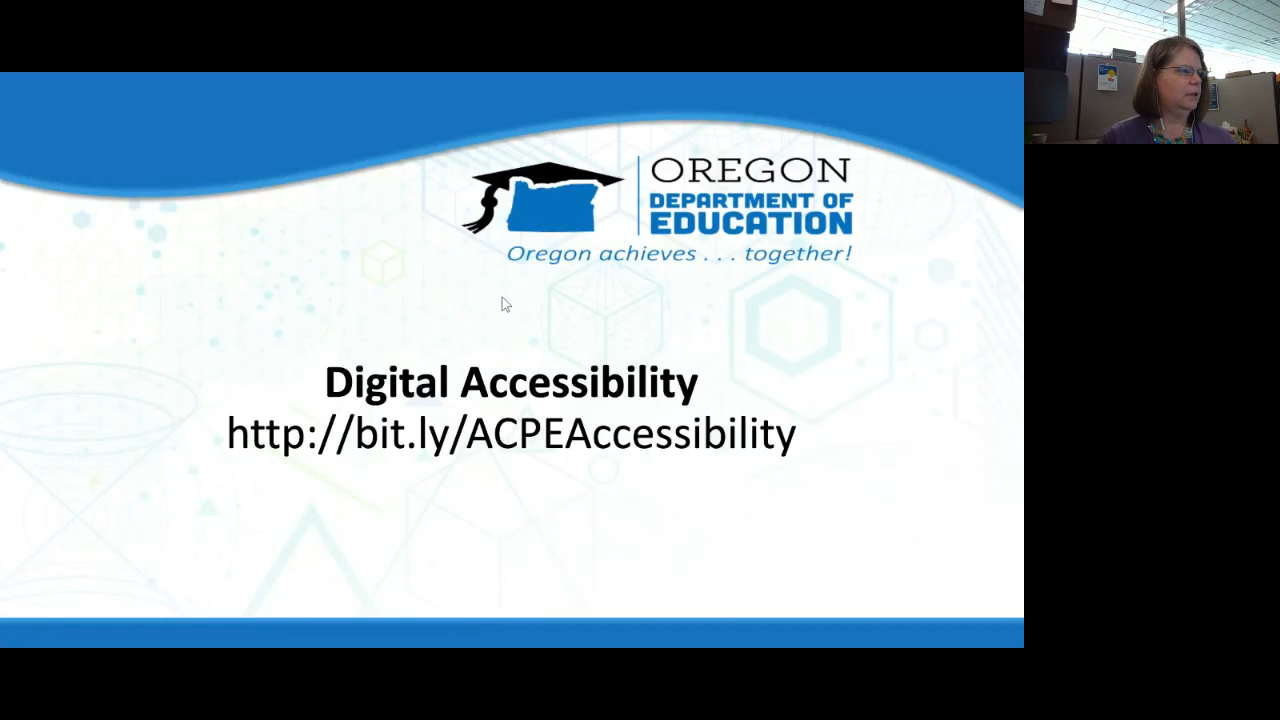 OREGON
DEPARTMENT OF
EDUCATION
Oregon achieves . . . together!
Digital Accessibility
http://bit.ly/ACPEAccessibility